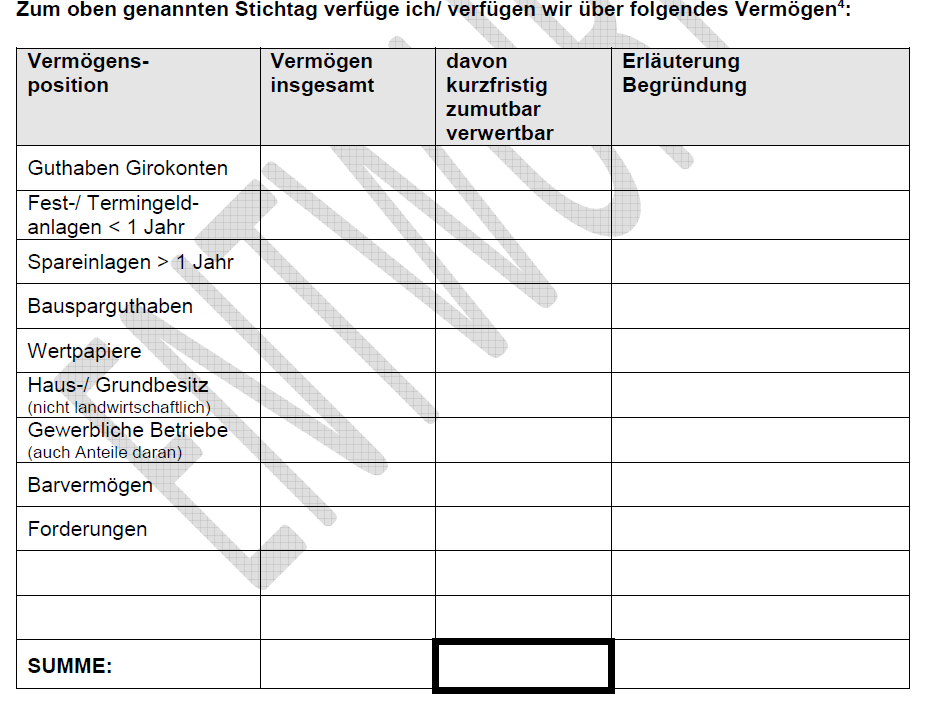 Zum oben genannten Stichtag verfüge ich/ verfügen wir über folgendes Vermögen⁴:
Vermögens-
position
Vermögen
insgesamt
davon
kurzfristig
zumutbar
verwertbar
Erläuterung
Begründung
Guthaben Girokonten
Fest-/ Termingeld-
anlagen < 1 Jahr
Spareinlagen > 1 Jahr
Bausparguthaben
Wertpapiere
Haus-/ Grundbesitz
(nicht landwirtschaftlich)
Gewerbliche Betriebe
(auch Anteile daran)
Barvermögen
Forderungen
SUMME:
ENTWURF